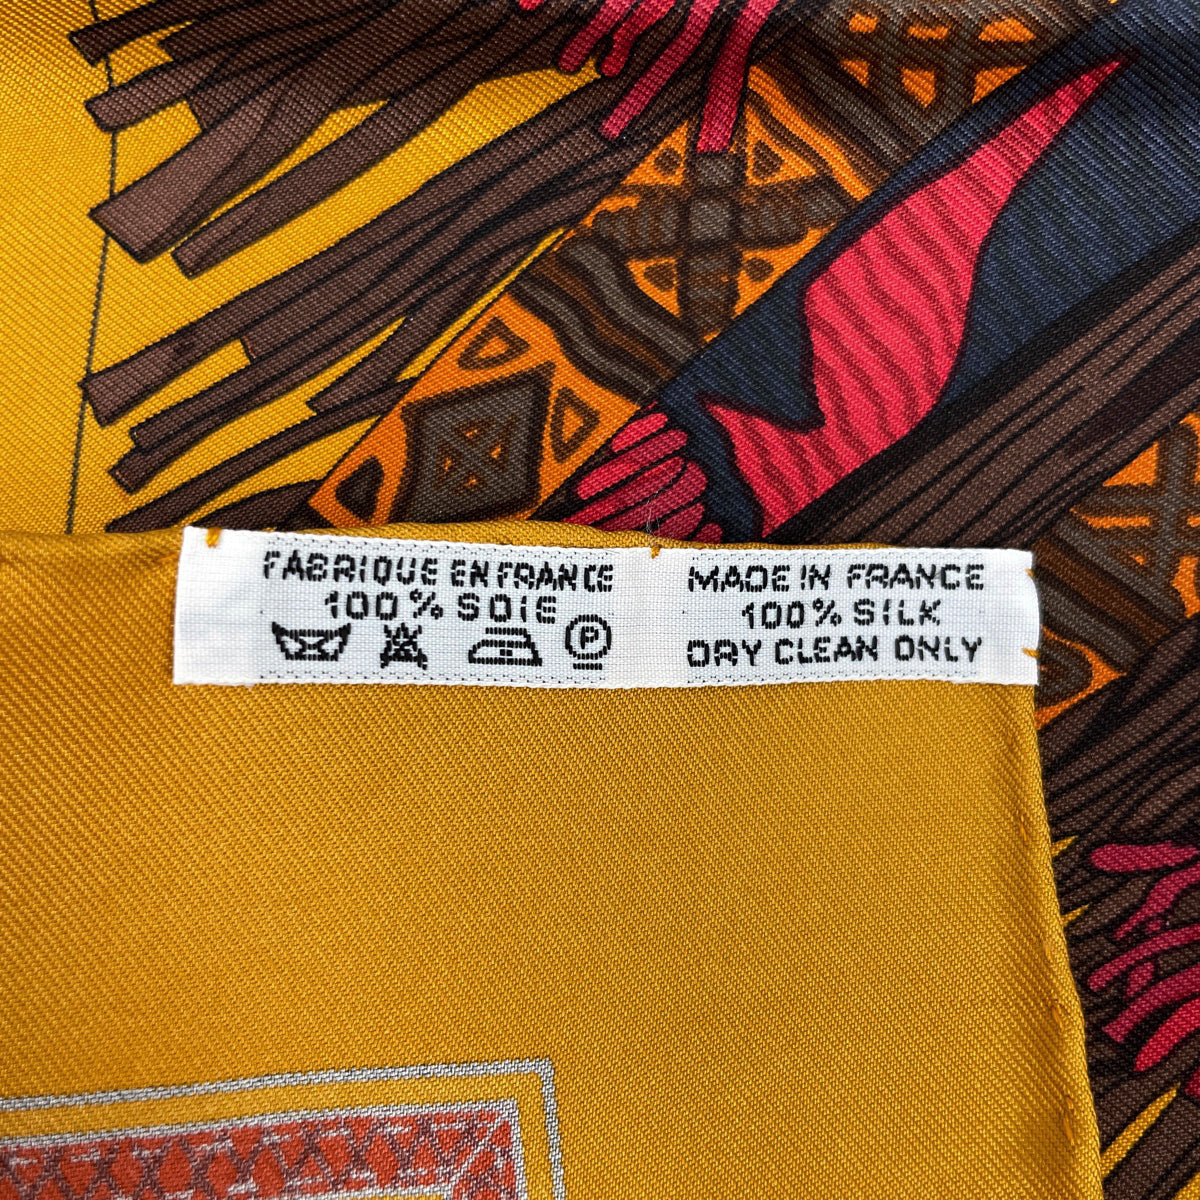 FABRIQUE EN FRANCE
100% SOIE
P
MADE IN FRANCE
100% SILK
DRY CLEAN ONLY